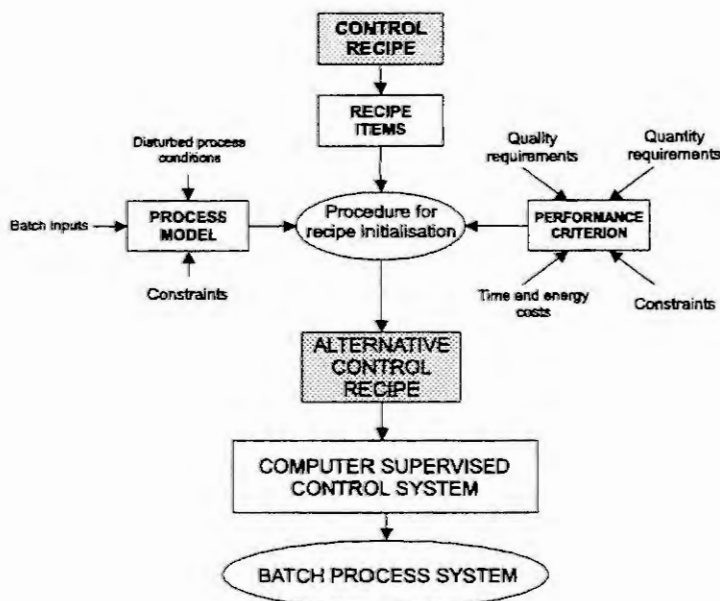 CONTROL
RECIPE
RECIPE
ITEMS
Disturbed process
conditions
Quality
requirements
Quantity
requirements
Batch inputs
PROCESS
MODEL
Procedure for
recipe initialisation
PERFORMANCE
CRITERION
Constraints
Time and energy
costs
Constraints
ALTERNATIVE
CONTROL
RECIPE
COMPUTER SUPERVISED
CONTROL SYSTEM
BATCH PROCESS SYSTEM